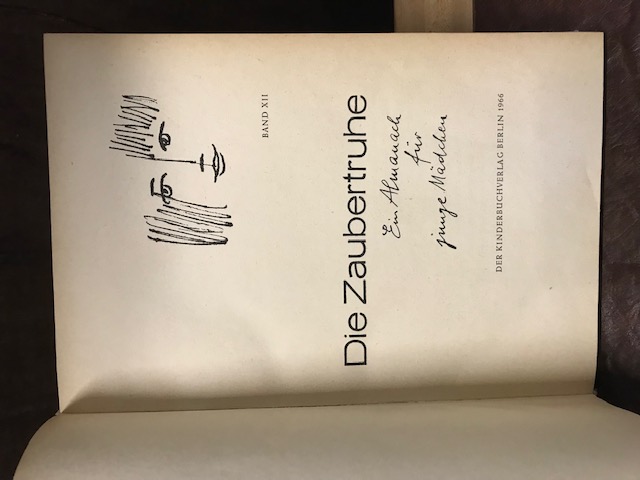 BAND XII
Die Zaubertruhe
Ein Almanach
für
junge Mädchen
DER KINDERBUCHVERLAG BERLIN 1966